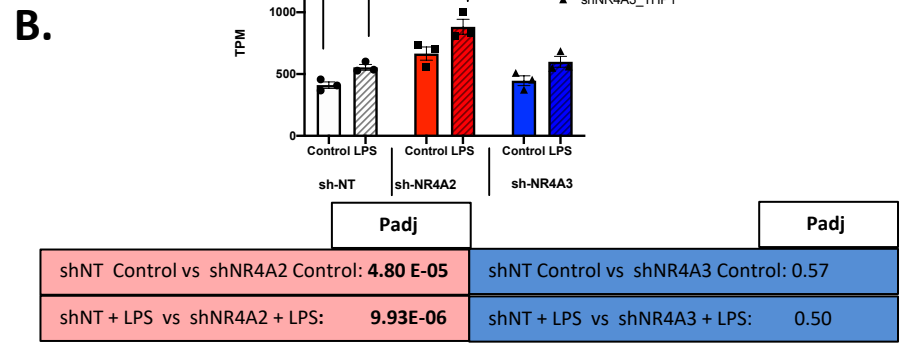 B.
TPM
1000
500
0
Control LPS Control LPS Control LPS
sh-NT sh-NR4A2 sh-NR4A3
Padj Padj
shNT Control vs shNR4A2 Control: 4.80 E-05 shNT Control vs shNR4A3 Control: 0.57
shNT + LPS vs shNR4A2 + LPS: 9.93E-06 shNT + LPS vs shNR4A3 + LPS: 0.50